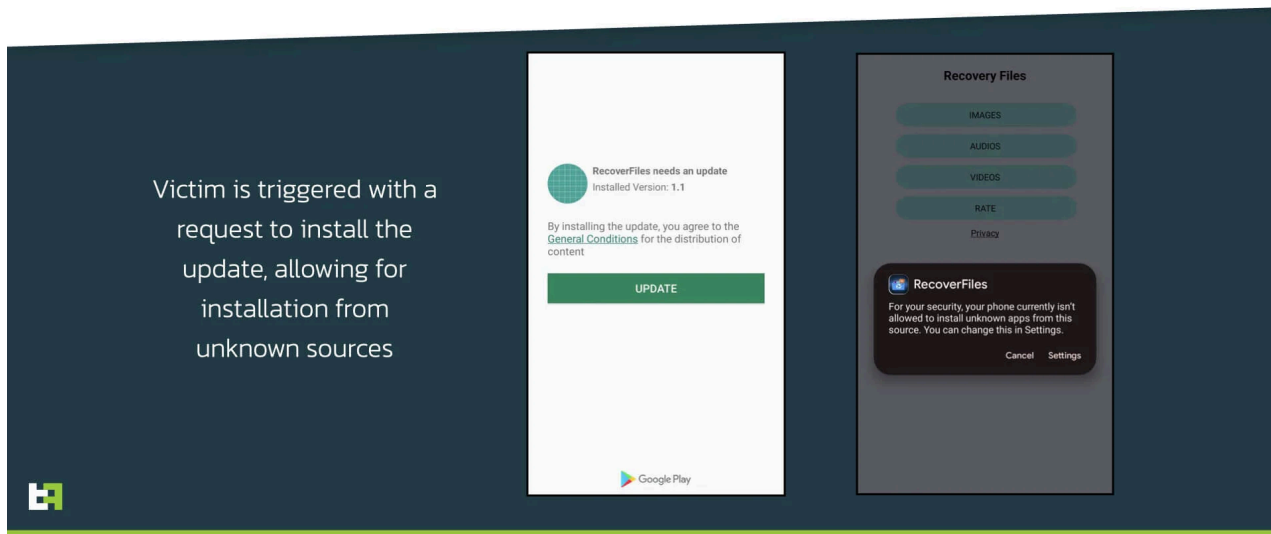 Victim is triggered with a
request to install the
update, allowing for
installation from
unknown sources
RecoverFiles needs an update
Installed Version: 1.1
By installing the update, you agree to the
General Conditions for the distribution of
content
UPDATE
Google Play
Recovery Files
IMAGES
AUDIOS
VIDEOS
RATE
Privacy
RecoverFiles
For your security, your phone currently isn't
allowed to install unknown apps from this
source. You can change this in Settings.
Cancel Settings